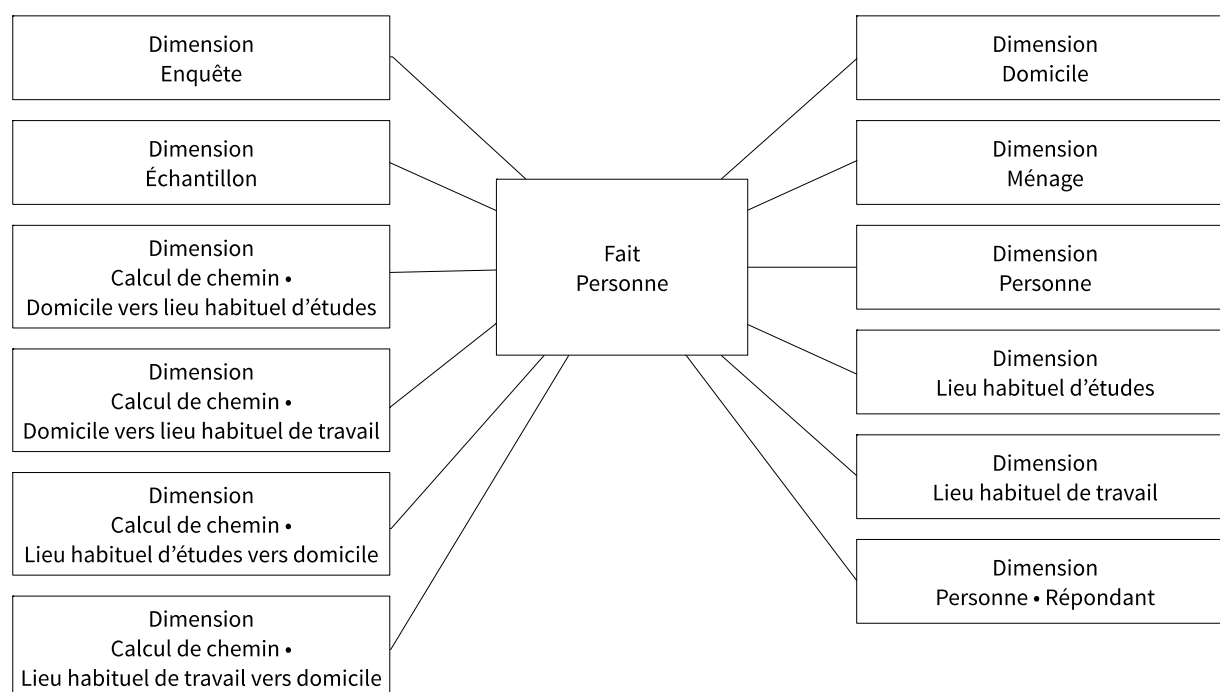 Dimension
Enquête
Dimension
Échantillon
Dimension
Calcul de chemin •
Domicile vers lieu habituel d’études
Dimension
Calcul de chemin •
Domicile vers lieu habituel de travail
Dimension
Calcul de chemin •
Lieu habituel d’études vers domicile
Dimension
Calcul de chemin •
Lieu habituel de travail vers domicile
Fait
Personne
Dimension
Domicile
Dimension
Ménage
Dimension
Personne
Dimension
Lieu habituel d’études
Dimension
Lieu habituel de travail
Dimension
Personne • Répondant